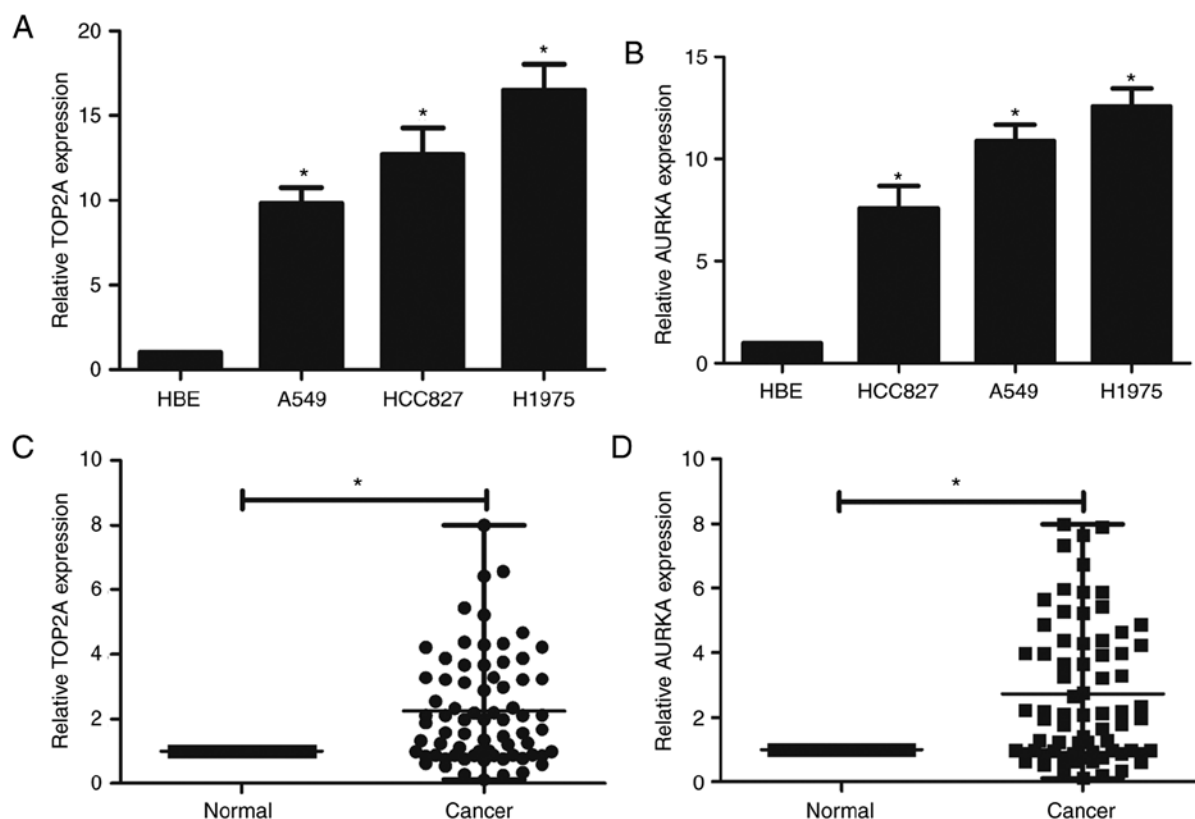 A
Relative TOP2A expression
20
15
10
5
0
*
*
*
HBE
A549
HCC827
H1975
B
Relative AURKA expression
15
10
5
0
*
*
*
HBE
HCC827
A549
H1975
C
Relative TOP2A expression
10
8
6
4
2
0
*
Normal
Cancer
D
Relative AURKA expression
10
8
6
4
2
0
*
Normal
Cancer